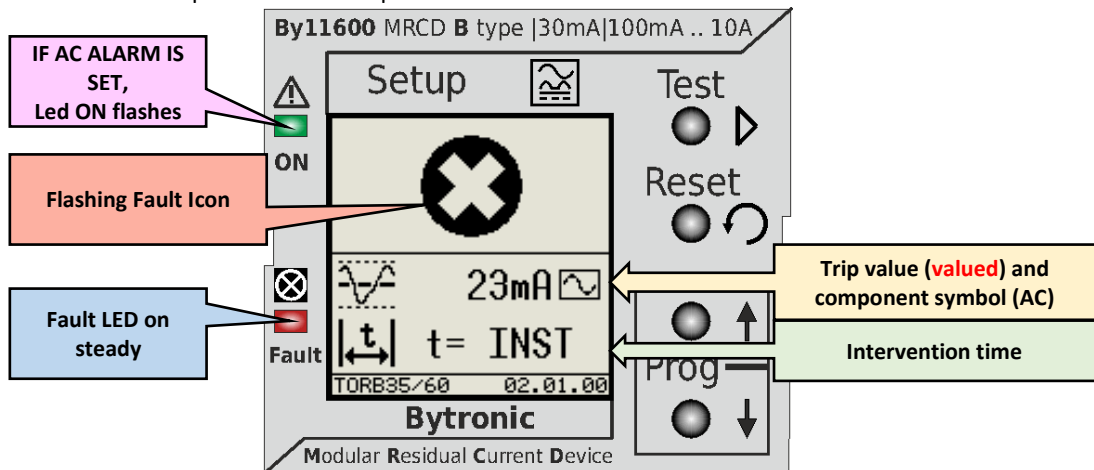 By11600 MRCD B type |30mA|100mA .. 10A
IF AC ALARM IS
SET,
Led ON flashes
Setup
Test
ON
Flashing Fault Icon
Reset
23mA
Trip value (valued) and
component symbol (AC)
Fault LED on
steady
Fault
t
t= INST
Intervention time
Prog
TORB35/60 02.01.00
Bytronic
Modular Residual Current Device